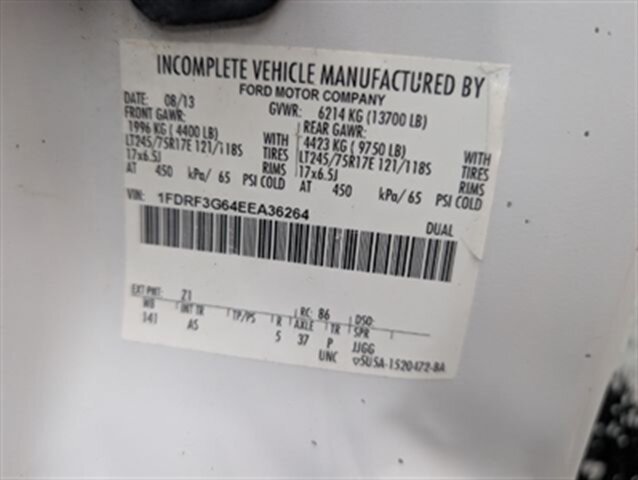 INCOMPLETE VEHICLE MANUFACTURED BY
FORD MOTOR COMPANY
DATE: 08/13 GVWR: 6214 KG (13700 LB)
FRONT GAWR: REAR GAWR:
1996 KG ( 4400 LB) WITH 4423 KG ( 9750 LB) WITH
LT245/75R17E 121/118S TIRES LT245/75R17E 121/118S TIRES
17x6.5J RIMS 17x6.5J RIMS
AT 450 kPa/ 65 PSI COLD AT 450 kPa/ 65 PSI COLD
VIN: 1FDRF3G64EEA36264 DUAL
EXT PNT: Z1 RC: 86 DSO:
WB INT TR TP/PS R AXLE TR SPR
141 AS 5 37 P JJGG
UNC ▽5U5A-1520472-BA